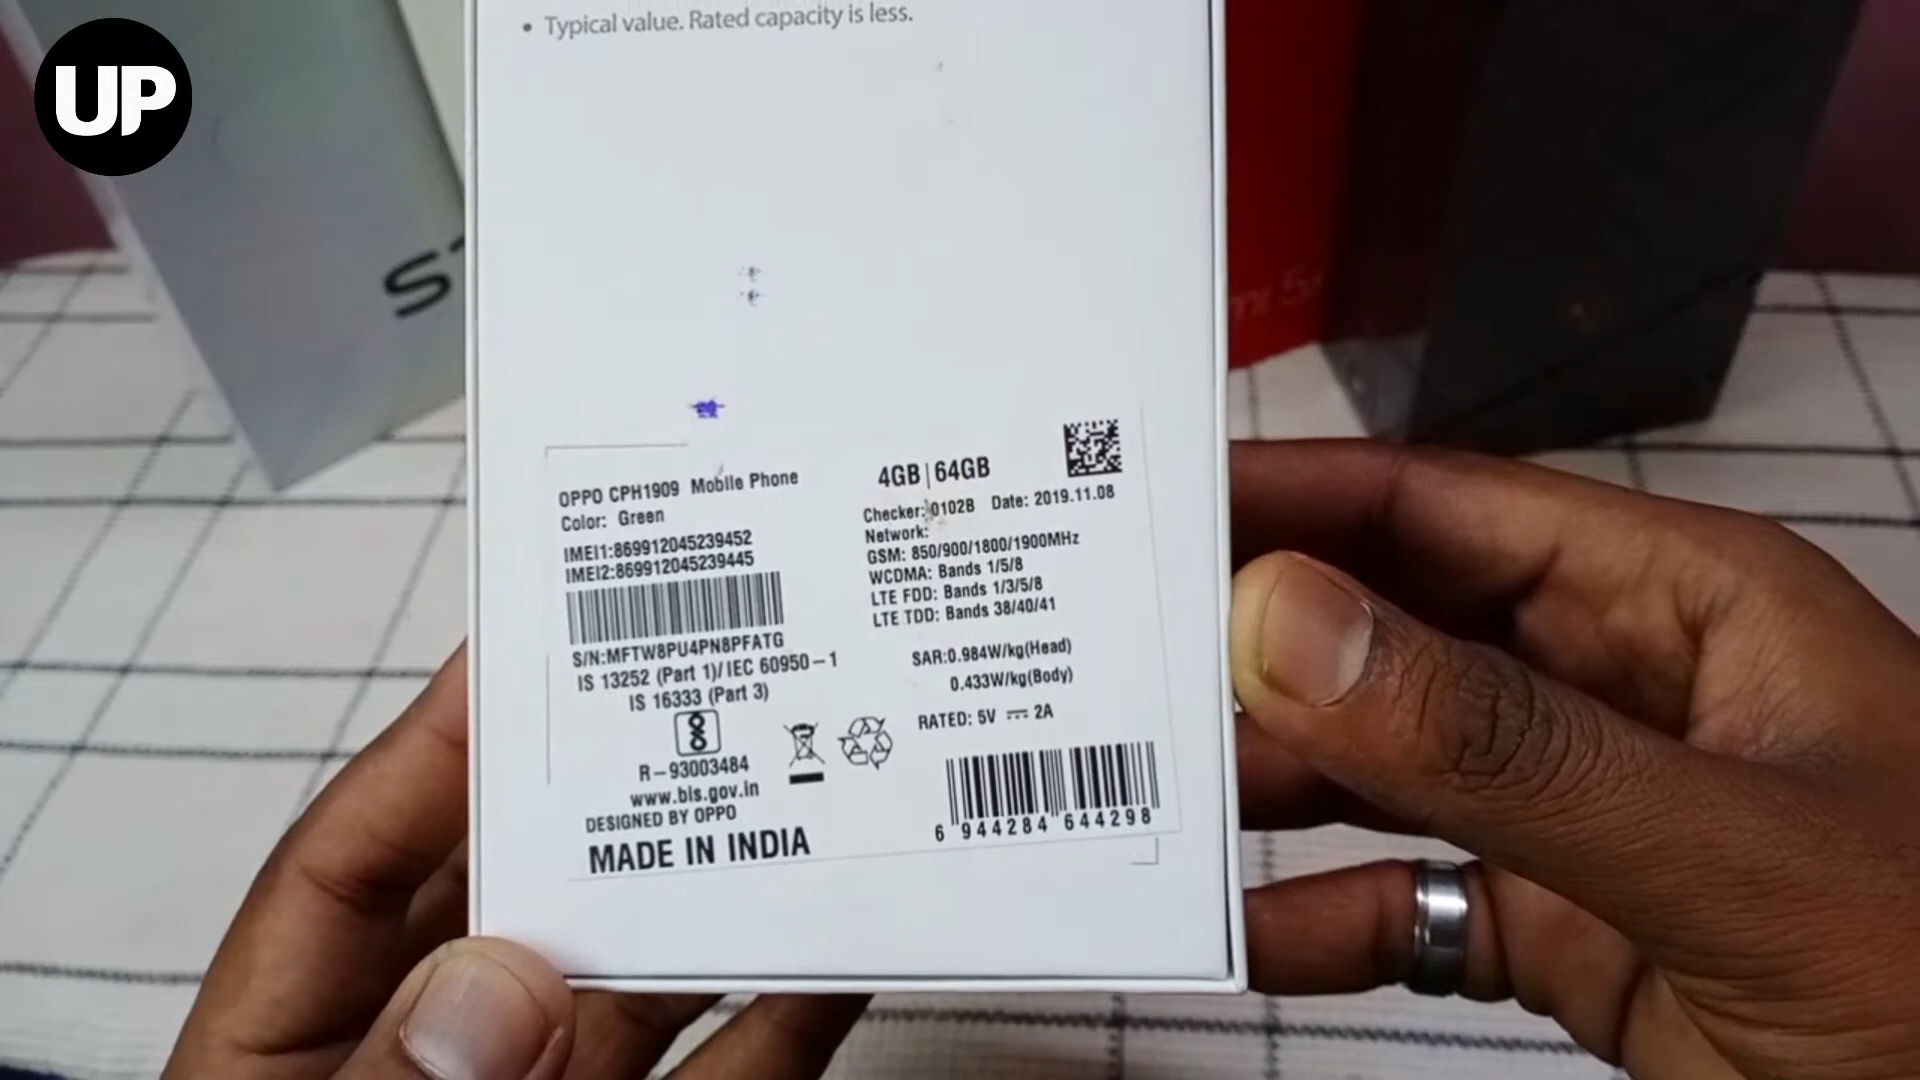 UP
• Typical value. Rated capacity is less.
OPPO CPH1909 Mobile Phone
Color: Green
IMEI1:869912045239452
IMEI2:869912045239445
S/N:MFTW8PU4PN8PFATG
IS 13252 (Part 1)/ IEC 60950-1
IS 16333 (Part 3)
R-93003484
www.bis.gov.in
DESIGNED BY OPPO
MADE IN INDIA
4GB|64GB
Checker: 0102B Date: 2019.11.08
Network:
GSM: 850/900/1800/1900MHz
WCDMA: Bands 1/5/8
LTE FDD: Bands 1/3/5/8
LTE TDD: Bands 38/40/41
SAR:0.984W/kg(Head)
0.433W/kg(Body)
RATED: 5V ⎓ 2A
6 944284 644298